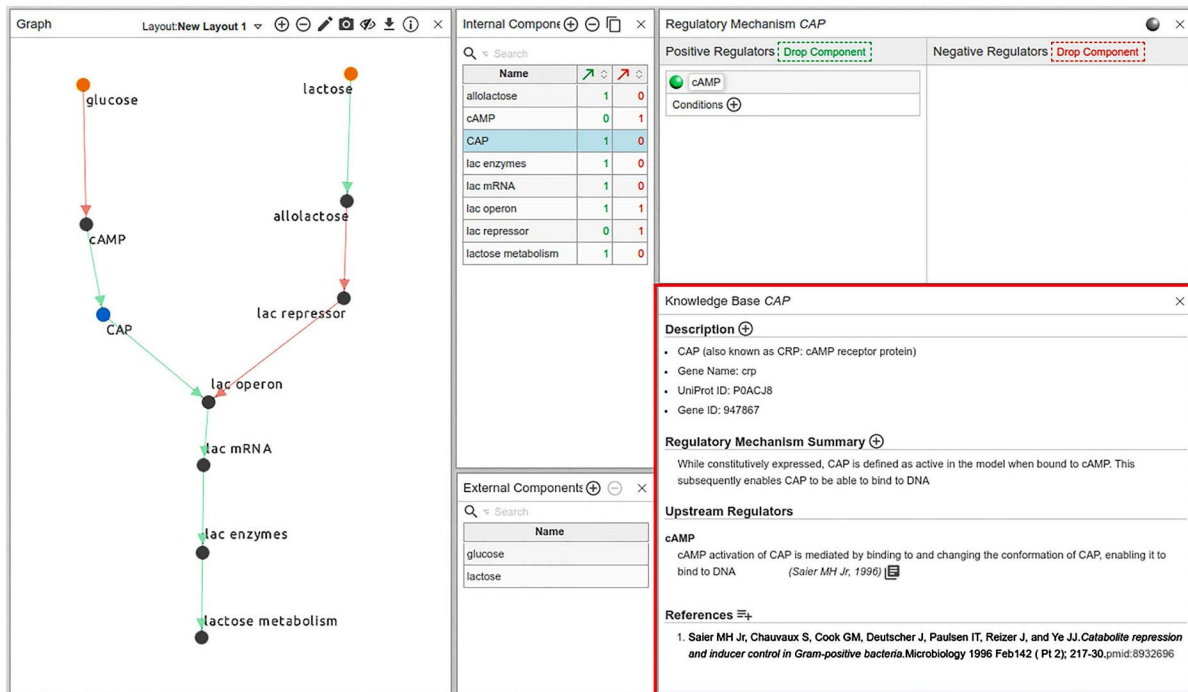 Graph
Layout:New Layout 1
glucose
lactose
cAMP
allolactose
CAP
lac repressor
lac operon
lac mRNA
lac enzymes
lactose metabolism
Internal Compone
Search
Name
allolactose 1 0
cAMP 0 1
CAP 1 0
lac enzymes 1 0
lac mRNA 1 0
lac operon 1 1
lac repressor 0 1
lactose metabolism 1 0
External Components
Search
Name
glucose
lactose
Regulatory Mechanism CAP
Positive Regulators Drop Component
Negative Regulators Drop Component
cAMP
Conditions
Knowledge Base CAP
Description
• CAP (also known as CRP: cAMP receptor protein)
• Gene Name: crp
• UniProt ID: P0ACJ8
• Gene ID: 947867
Regulatory Mechanism Summary
While constitutively expressed, CAP is defined as active in the model when bound to cAMP. This
subsequently enables CAP to be able to bind to DNA
Upstream Regulators
cAMP
cAMP activation of CAP is mediated by binding to and changing the conformation of CAP, enabling it to
bind to DNA (Saier MH Jr, 1996)
References
1. Saier MH Jr, Chauvaux S, Cook GM, Deutscher J, Paulsen IT, Reizer J, and Ye JJ.Catabolite repression
and inducer control in Gram-positive bacteria.Microbiology 1996 Feb142 ( Pt 2); 217-30.pmid:8932696